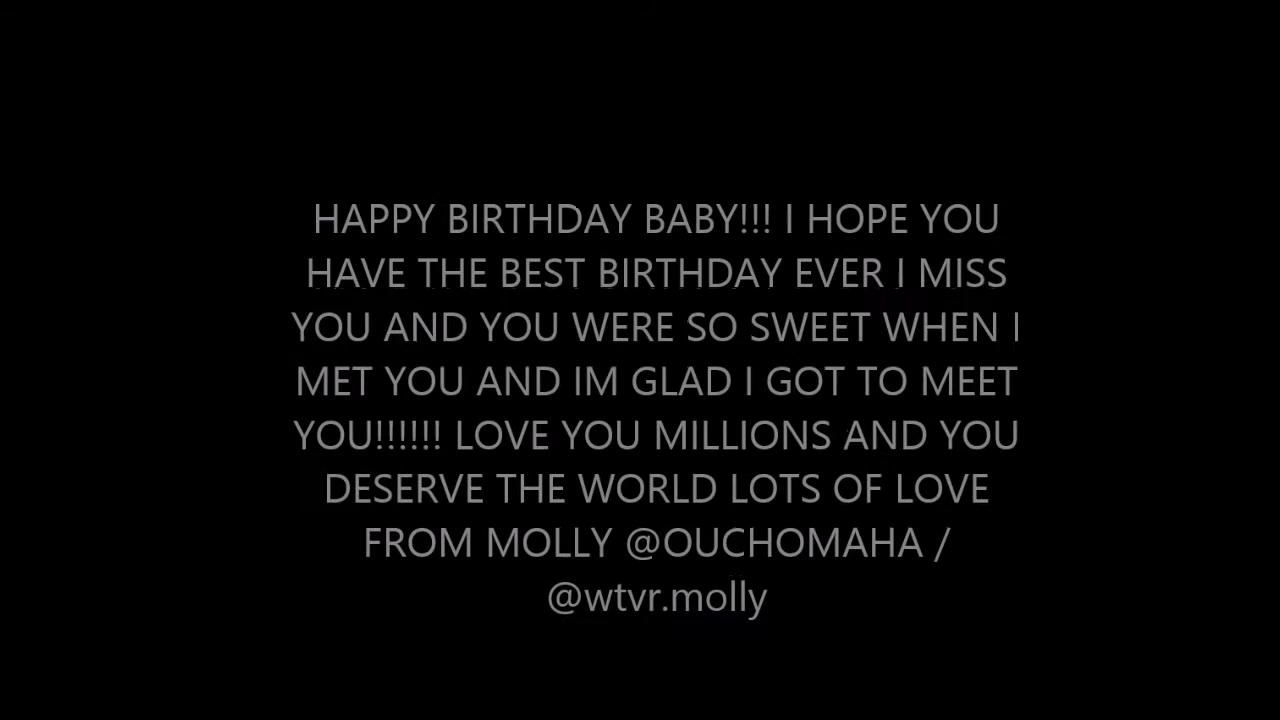 HAPPY BIRTHDAY BABY!!! I HOPE YOU
HAVE THE BEST BIRTHDAY EVER I MISS
YOU AND YOU WERE SO SWEET WHEN I
MET YOU AND IM GLAD I GOT TO MEET
YOU!!!!!! LOVE YOU MILLIONS AND YOU
DESERVE THE WORLD LOTS OF LOVE
FROM MOLLY @OUCHOMAHA /
@wtvr.molly